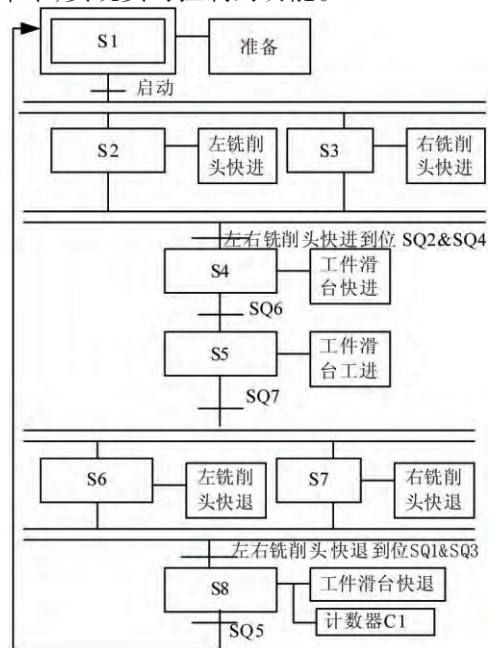 S1
准备
启动
S2
左铣削
头快进
S3
右铣削
头快进
左右铣削头快进到位 SQ2&SQ4
S4
工件滑
台快进
SQ6
S5
工件滑
台工进
SQ7
S6
左铣削
头快退
S7
右铣削
头快退
左右铣削头快退到位SQ1&SQ3
S8
工件滑台快退
计数器C1
SQ5